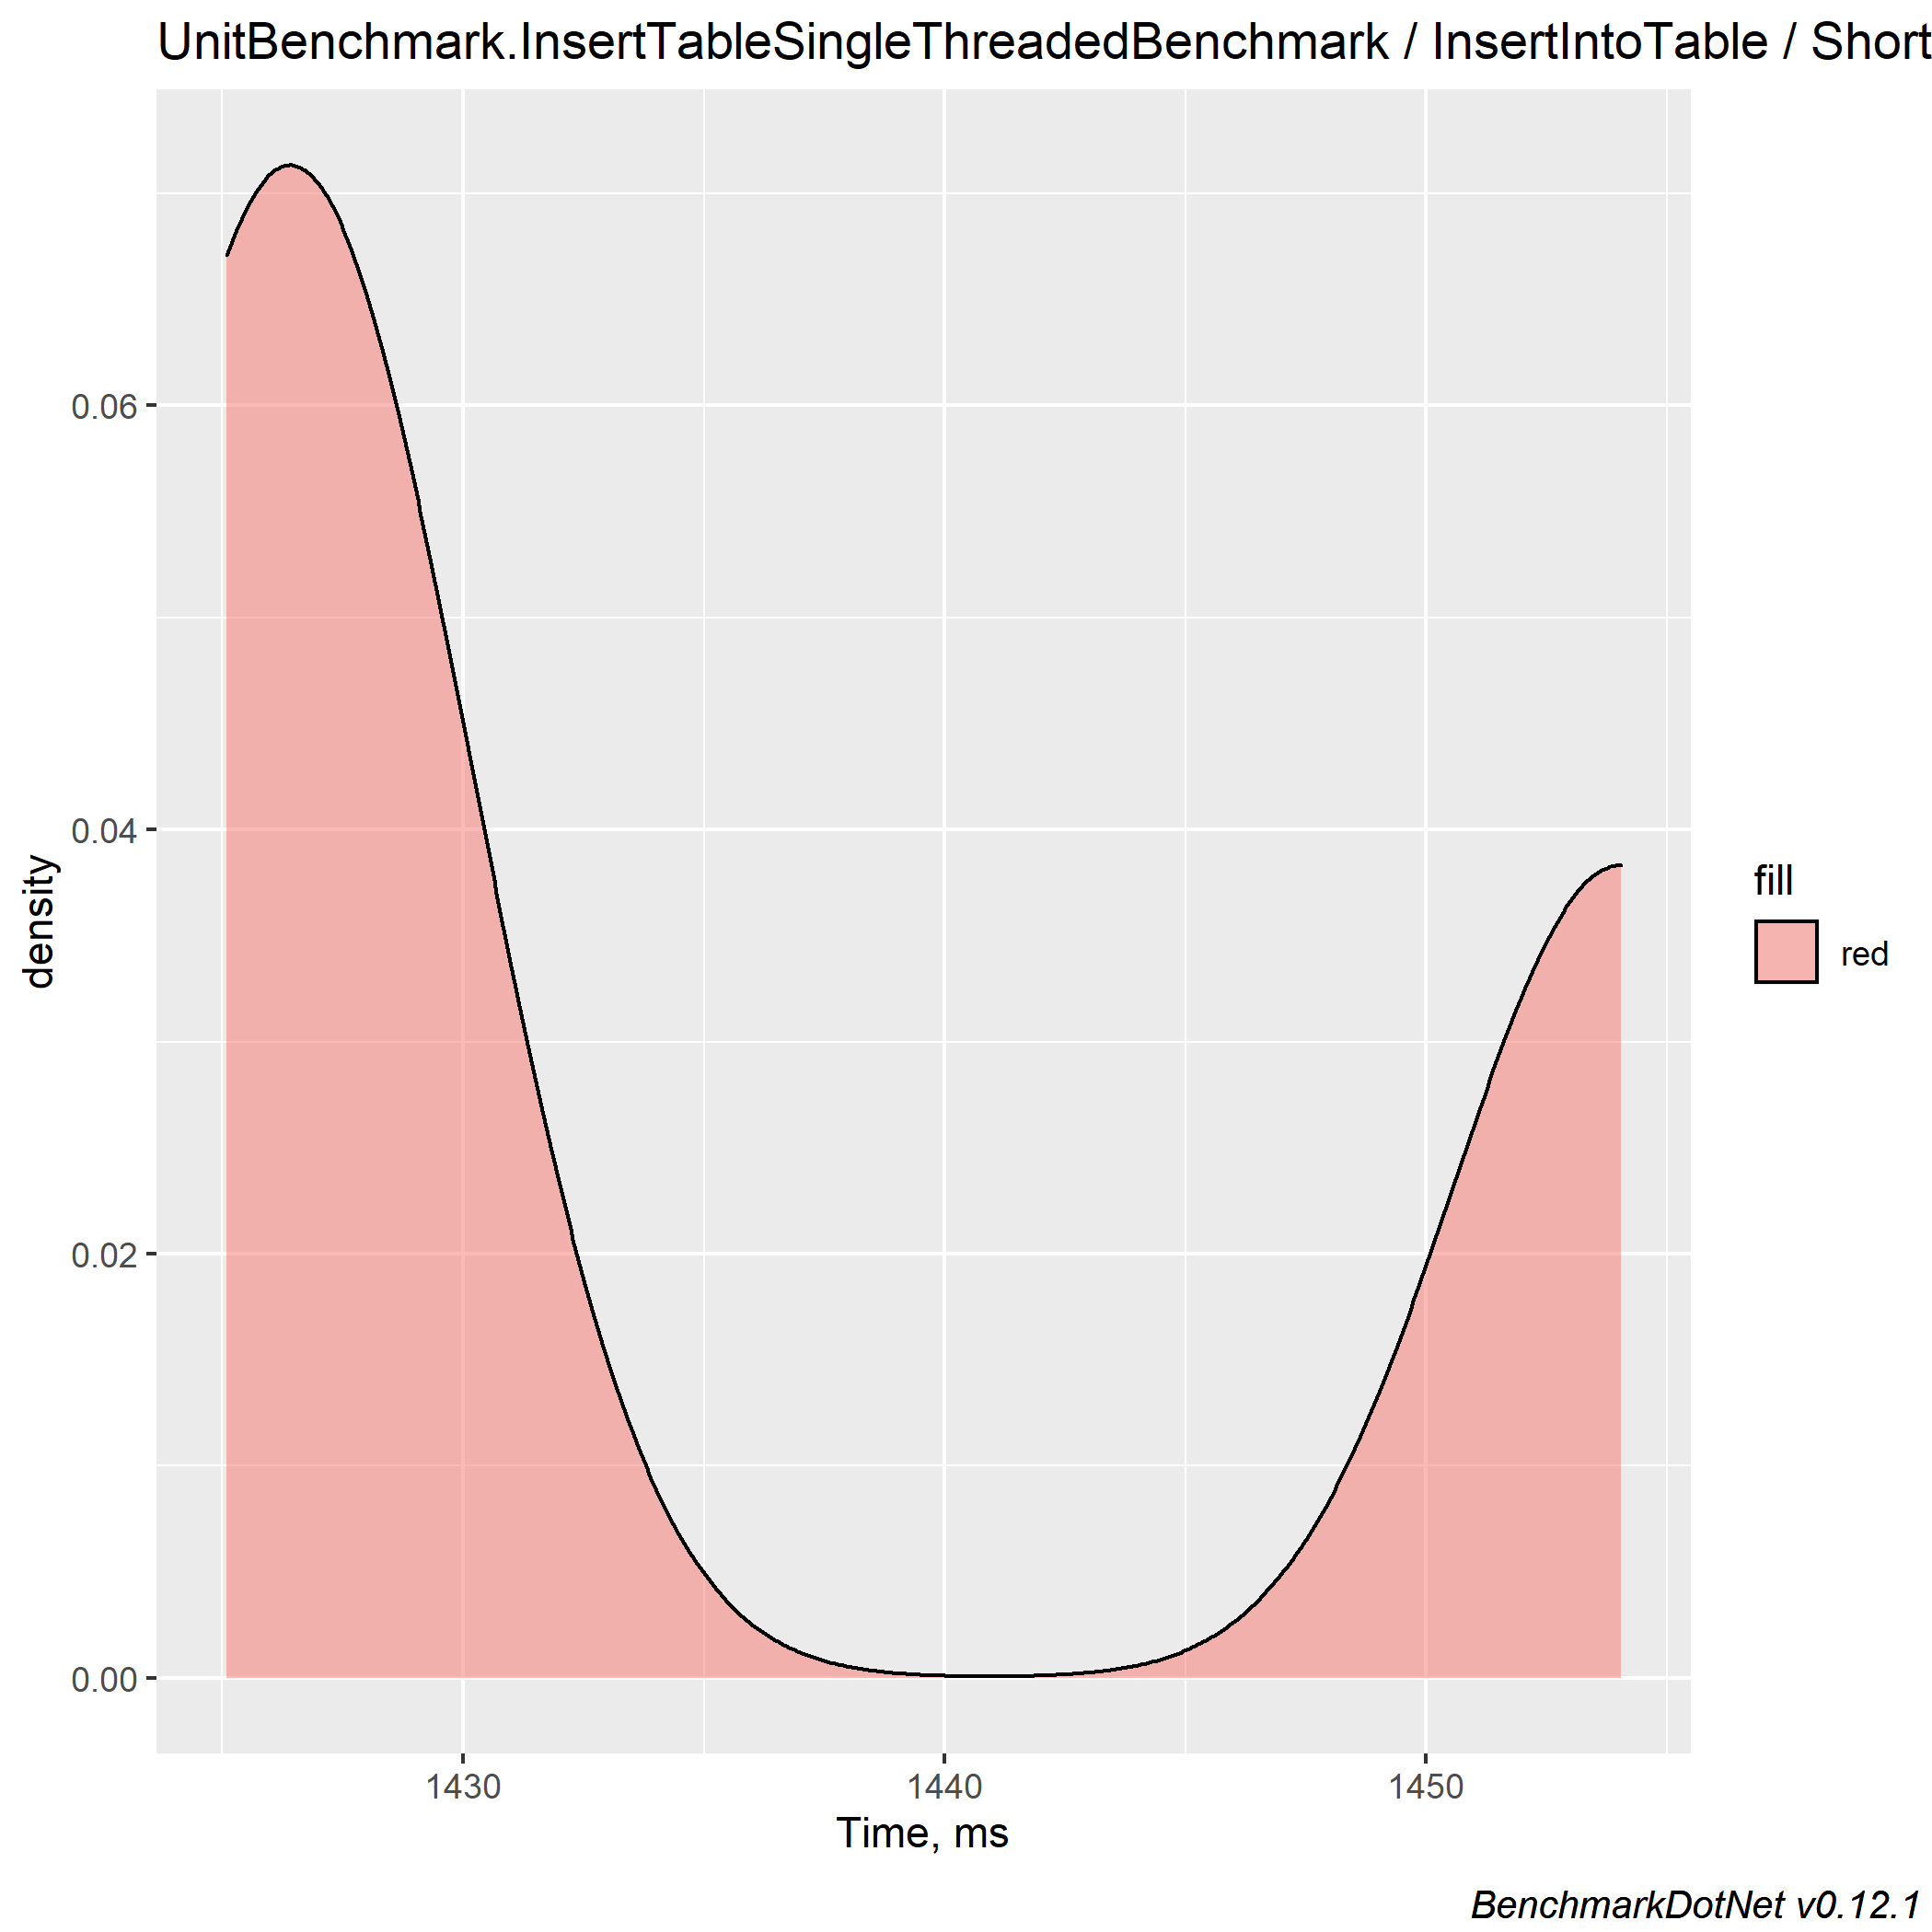 UnitBenchmark.InsertTableSingleThreadedBenchmark / InsertIntoTable / Short
0.06
0.04
0.02
0.00
density
1430 1440 1450
Time, ms
fill
red
BenchmarkDotNet v0.12.1